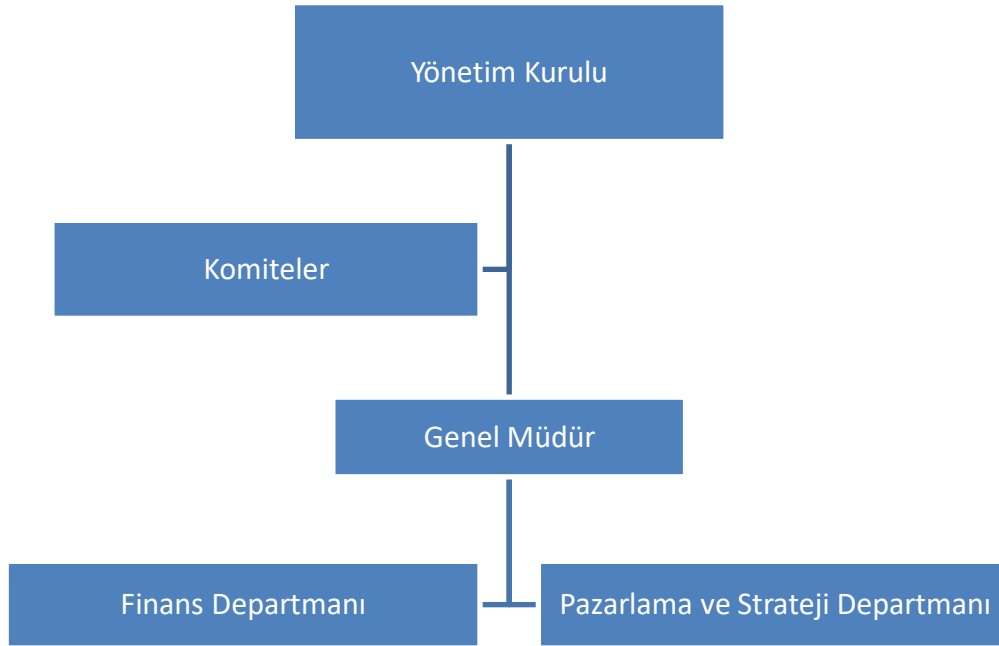 Yönetim Kurulu
Komiteler
Genel Müdür
Finans Departmanı
Pazarlama ve Strateji Departmanı